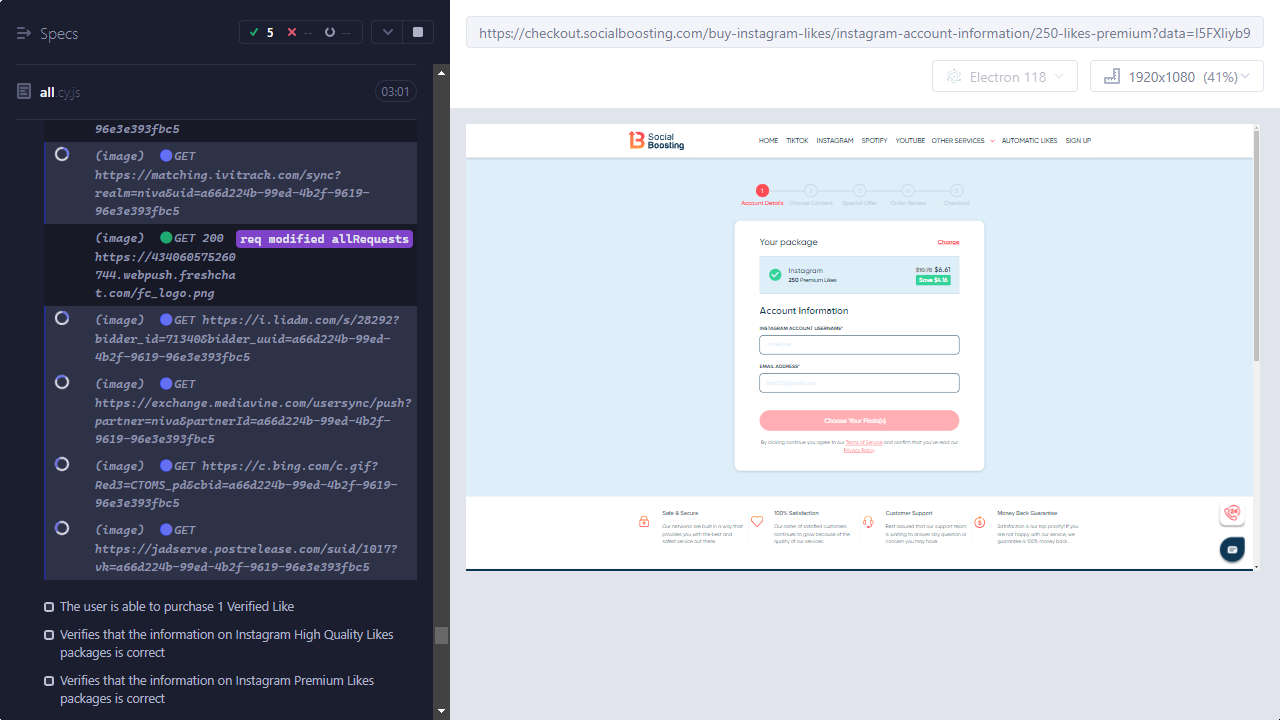 Specs
5
--
--
all.cy.js
03:01
96e3e393fbc5
(image) GET
https://matching.ivitrack.com/sync?
realm=niva&uid=a66d224b-99ed-4b2f-9619-
96e3e393fbc5
(image) GET 200 req modified allRequests
https://434060575260
744.webpush.freshcha
t.com/fc_logo.png
(image) GET https://i.liadm.com/s/28292?
bidder_id=71340&bidder_uuid=a66d224b-99ed-
4b2f-9619-96e3e393fbc5
(image) GET
https://exchange.mediavine.com/usersync/push?
partner=niva&partnerId=a66d224b-99ed-4b2f-
9619-96e3e393fbc5
(image) GET https://c.bing.com/c.gif?
Red3=CTOMS_pd&cbid=a66d224b-99ed-4b2f-9619-
96e3e393fbc5
(image) GET
https://jadserve.postrelease.com/suid/1017?
vk=a66d224b-99ed-4b2f-9619-96e3e393fbc5
The user is able to purchase 1 Verified Like
Verifies that the information on Instagram High Quality Likes
packages is correct
Verifies that the information on Instagram Premium Likes
packages is correct
https://checkout.socialboosting.com/buy-instagram-likes/instagram-account-information/250-likes-premium?data=I5FXIiyb9
Electron 118
1920x1080 (41%)
Social
Boosting
HOME TIKTOK INSTAGRAM SPOTIFY YOUTUBE OTHER SERVICES AUTOMATIC LIKES SIGN UP
1 2 3 4 5
Account Details Choose Content Special Offer Order Review Checkout
Your package Change
Instagram $10.76 $6.61
250 Premium Likes Save $4.16
Account Information
INSTAGRAM ACCOUNT USERNAME*
EMAIL ADDRESS*
Choose Your Posts(s)
By clicking continue you agree to our Terms of Service and confirm that you've read our
Privacy Policy
Safe & Secure
Our networks are built in a way that
provides you with the best and
safest service out there.
100% Satisfaction
Our roster of satisfied customers
continues to grow because of the
quality of our services.
Customer Support
Rest assured that our support team
is waiting to answer any question or
concern you may have.
Money Back Guarantee
Satisfaction is our top priority! If you
are not happy with our service, we
guarantee a 100% money back.